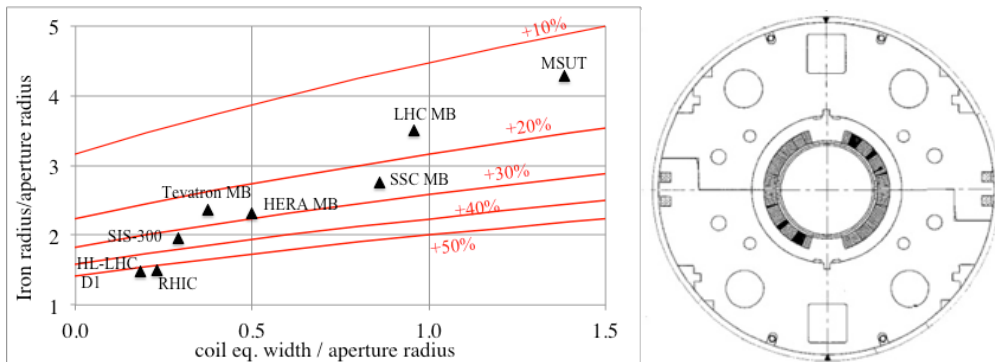 5
+10%
MSUT
4
LHC MB
+20%
3
+30%
SSC MB
Tevatron MB
HERA MB
+40%
2
SIS-300
+50%
HL-LHC
D1
RHIC
1
0.0 0.5 1.0 1.5
coil eq. width / aperture radius
Iron radius/aperture radius